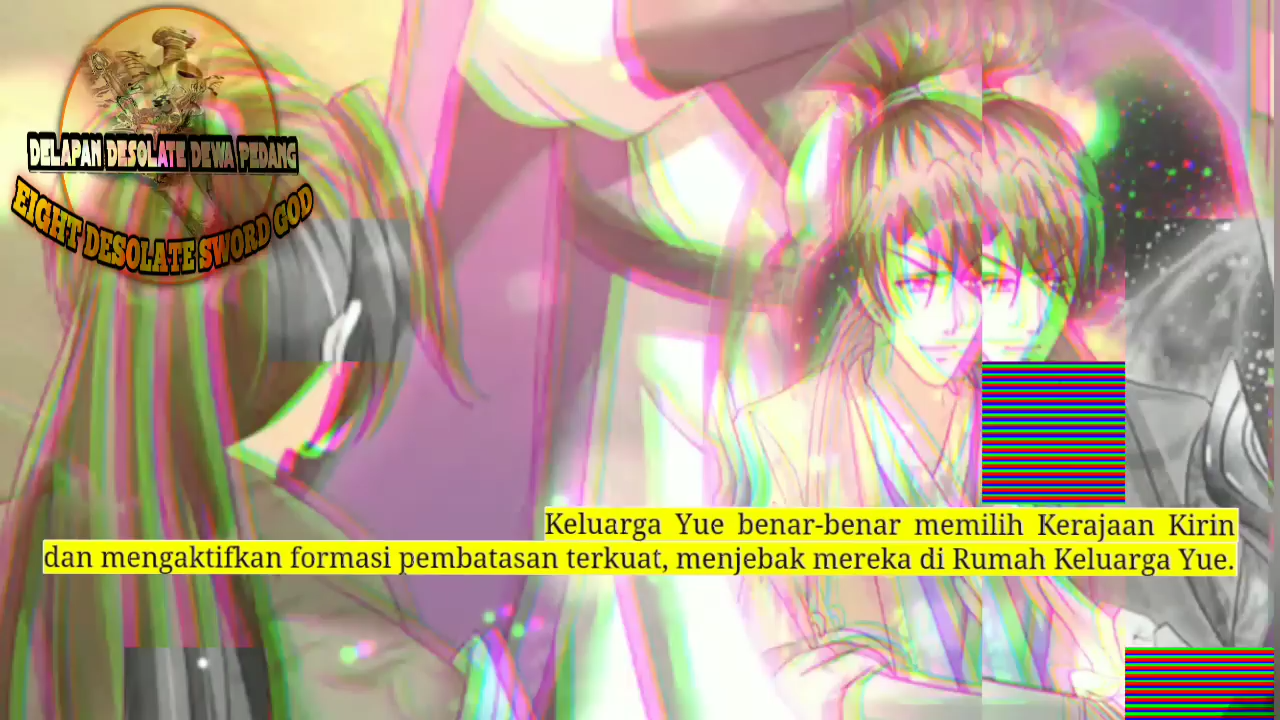 DELAPAN DESOLATE DEWA PEDANG
EIGHT DESOLATE SWORD GOD
Keluarga Yue benar-benar memilih Kerajaan Kirin
dan mengaktifkan formasi pembatasan terkuat, menjebak mereka di Rumah Keluarga Yue.